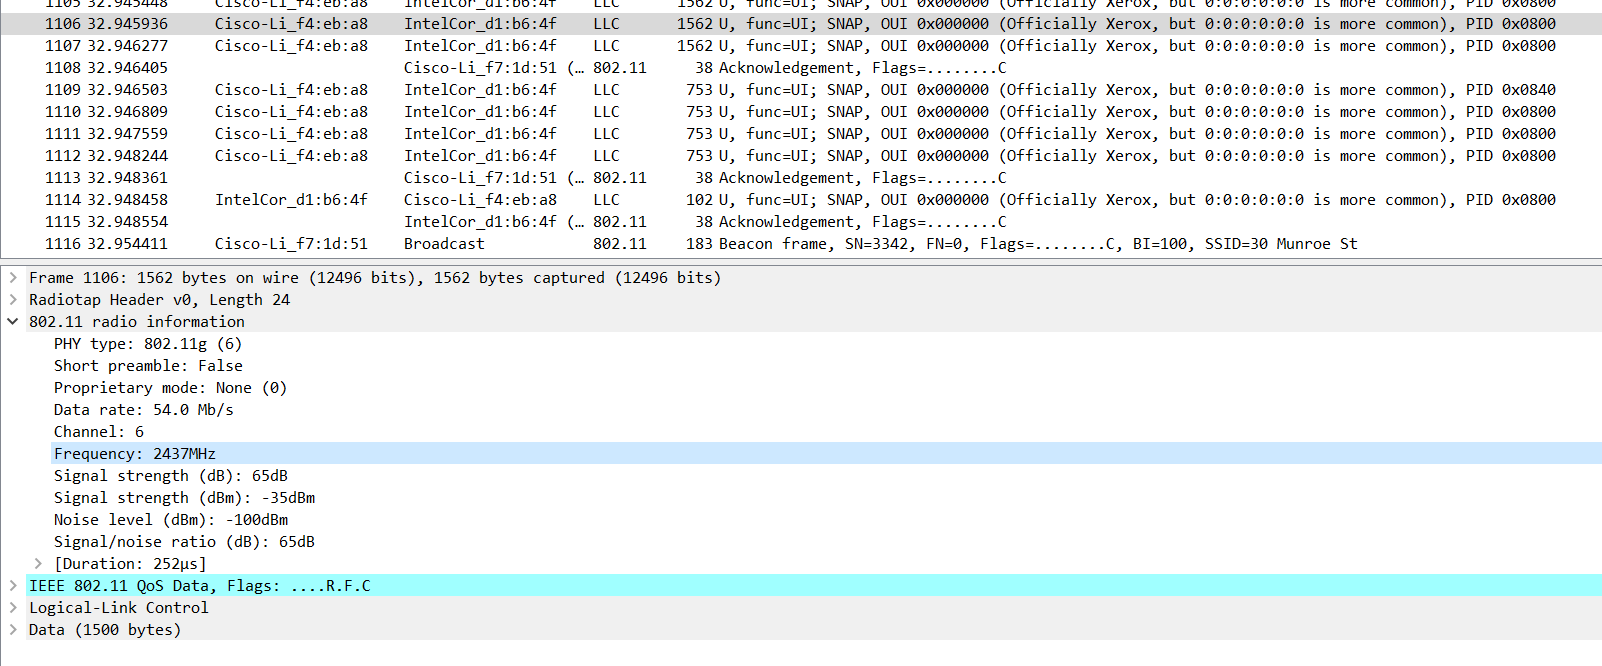 1105 32.945448 Cisco-Li_f4:eb:a8 IntelCor_d1:b6:4f LLC 1562 U, func=UI; SNAP, OUI 0x000000 (Officially Xerox, but 0:0:0:0:0:0 is more common), PID 0x0800
1106 32.945936 Cisco-Li_f4:eb:a8 IntelCor_d1:b6:4f LLC 1562 U, func=UI; SNAP, OUI 0x000000 (Officially Xerox, but 0:0:0:0:0:0 is more common), PID 0x0800
1107 32.946277 Cisco-Li_f4:eb:a8 IntelCor_d1:b6:4f LLC 1562 U, func=UI; SNAP, OUI 0x000000 (Officially Xerox, but 0:0:0:0:0:0 is more common), PID 0x0800
1108 32.946405 Cisco-Li_f7:1d:51 (… 802.11 38 Acknowledgement, Flags=........C
1109 32.946503 Cisco-Li_f4:eb:a8 IntelCor_d1:b6:4f LLC 753 U, func=UI; SNAP, OUI 0x000000 (Officially Xerox, but 0:0:0:0:0:0 is more common), PID 0x0840
1110 32.946809 Cisco-Li_f4:eb:a8 IntelCor_d1:b6:4f LLC 753 U, func=UI; SNAP, OUI 0x000000 (Officially Xerox, but 0:0:0:0:0:0 is more common), PID 0x0800
1111 32.947559 Cisco-Li_f4:eb:a8 IntelCor_d1:b6:4f LLC 753 U, func=UI; SNAP, OUI 0x000000 (Officially Xerox, but 0:0:0:0:0:0 is more common), PID 0x0800
1112 32.948244 Cisco-Li_f4:eb:a8 IntelCor_d1:b6:4f LLC 753 U, func=UI; SNAP, OUI 0x000000 (Officially Xerox, but 0:0:0:0:0:0 is more common), PID 0x0800
1113 32.948361 Cisco-Li_f7:1d:51 (… 802.11 38 Acknowledgement, Flags=........C
1114 32.948458 IntelCor_d1:b6:4f Cisco-Li_f4:eb:a8 LLC 102 U, func=UI; SNAP, OUI 0x000000 (Officially Xerox, but 0:0:0:0:0:0 is more common), PID 0x0800
1115 32.948554 IntelCor_d1:b6:4f (… 802.11 38 Acknowledgement, Flags=........C
1116 32.954411 Cisco-Li_f7:1d:51 Broadcast 802.11 183 Beacon frame, SN=3342, FN=0, Flags=........C, BI=100, SSID=30 Munroe St
Frame 1106: 1562 bytes on wire (12496 bits), 1562 bytes captured (12496 bits)
Radiotap Header v0, Length 24
802.11 radio information
PHY type: 802.11g (6)
Short preamble: False
Proprietary mode: None (0)
Data rate: 54.0 Mb/s
Channel: 6
Frequency: 2437MHz
Signal strength (dB): 65dB
Signal strength (dBm): -35dBm
Noise level (dBm): -100dBm
Signal/noise ratio (dB): 65dB
[Duration: 252µs]
IEEE 802.11 QoS Data, Flags: ....R.F.C
Logical-Link Control
Data (1500 bytes)